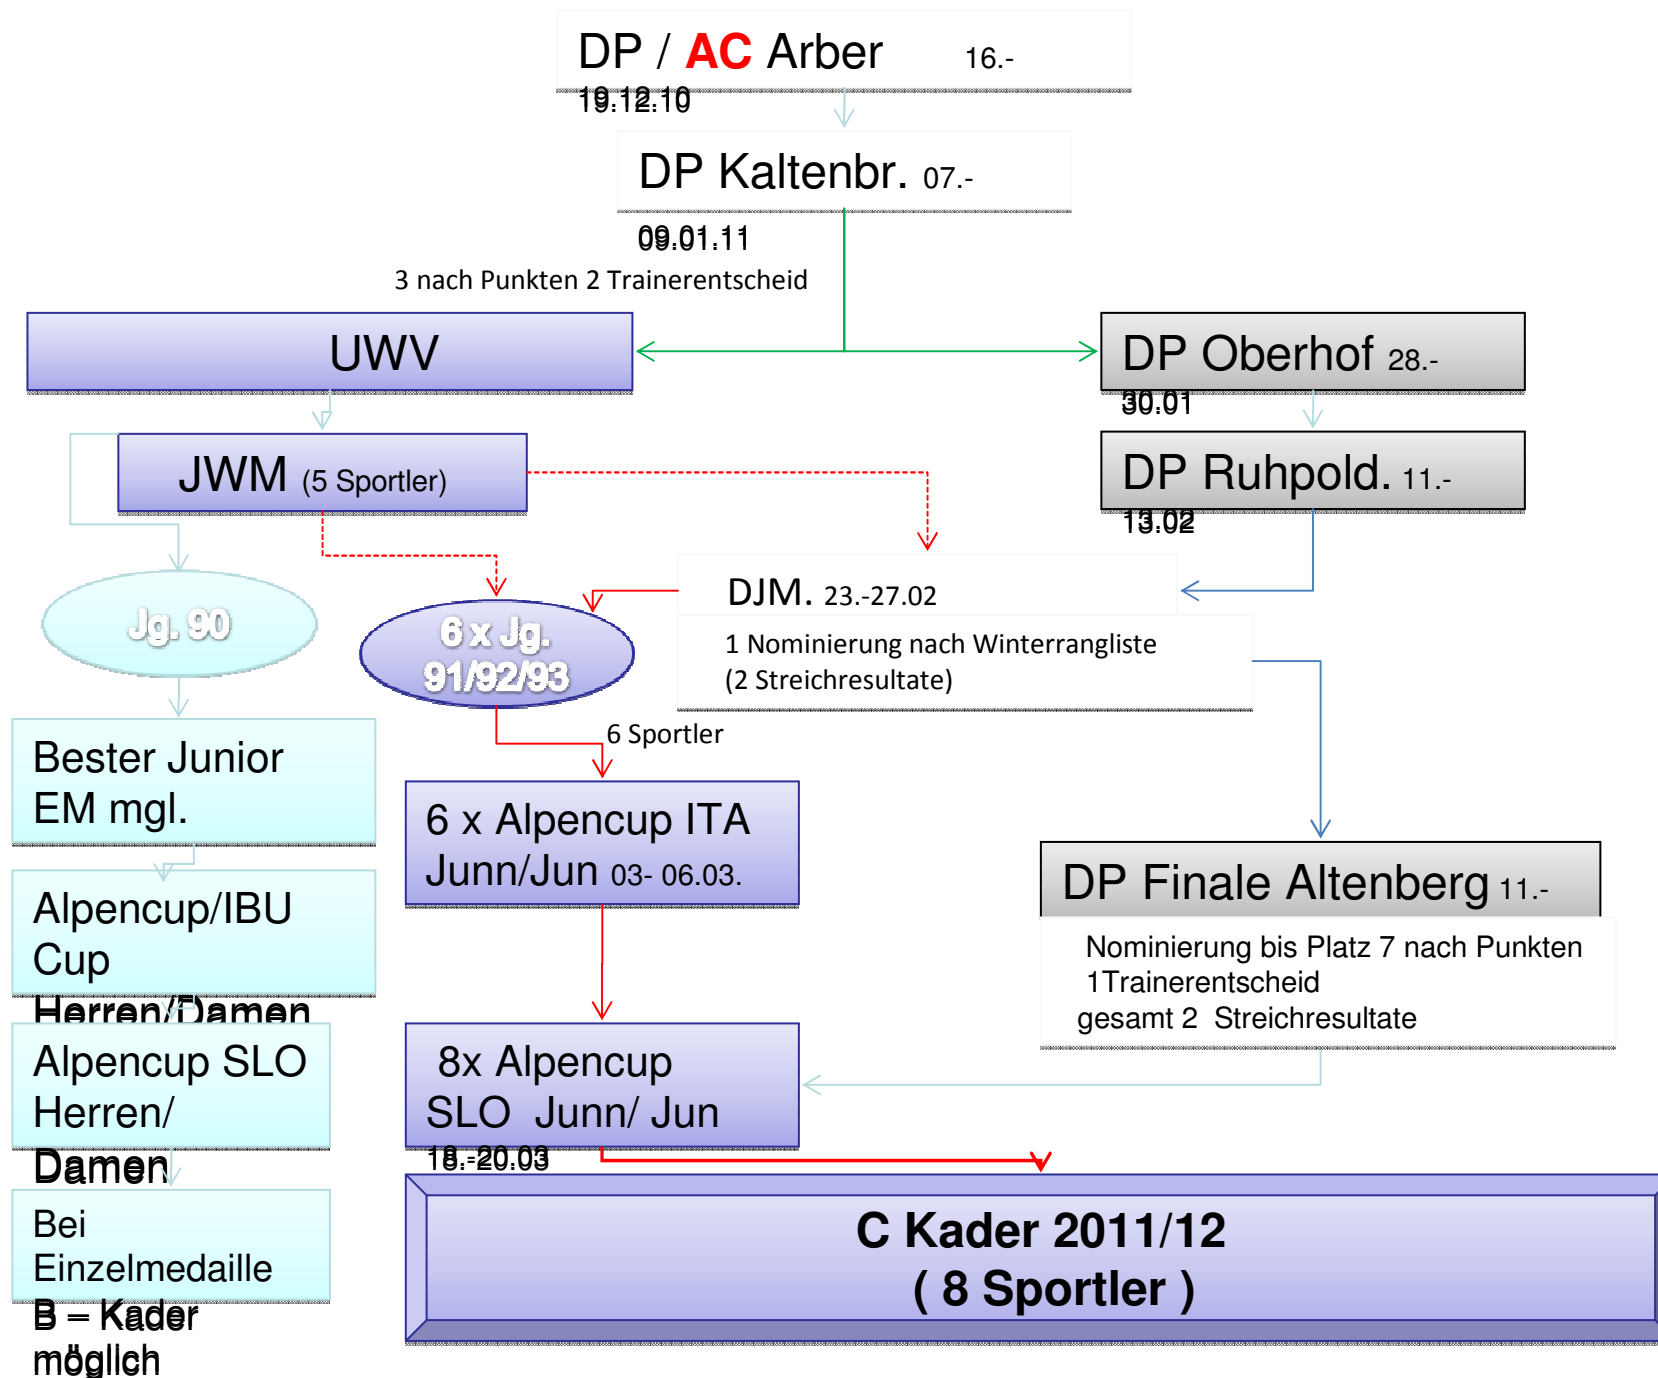 DP / AC Arber 16.-
19.12.10
DP Kaltenbr. 07.-
09.01.11
3 nach Punkten 2 Trainerentscheid
UWV
DP Oberhof 28.-
30.01
JWM (5 Sportler)
DP Ruhpold. 11.-
13.02
DJM. 23.-27.02
1 Nominierung nach Winterrangliste
(2 Streichresultate)
Jg. 90
6 x Jg.
91/92/93
6 Sportler
Bester Junior
EM mgl.
6 x Alpencup ITA
Junn/Jun 03- 06.03.
DP Finale Altenberg 11.-
Nominierung bis Platz 7 nach Punkten
1Trainerentscheid
gesamt 2 Streichresultate
Alpencup/IBU
Cup
Herren/Damen
Alpencup SLO
Herren/
Damen
8x Alpencup
SLO Junn/ Jun
18.-20.03
Bei
Einzelmedaille
B – Kader
möglich
C Kader 2011/12
( 8 Sportler )